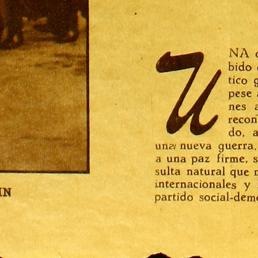 UNA
bido
tico
pese
nes a
recon
do, a
una nueva guerra,
a una paz firme, s
sulta natural que
internacionales y
partido social-dem
IN